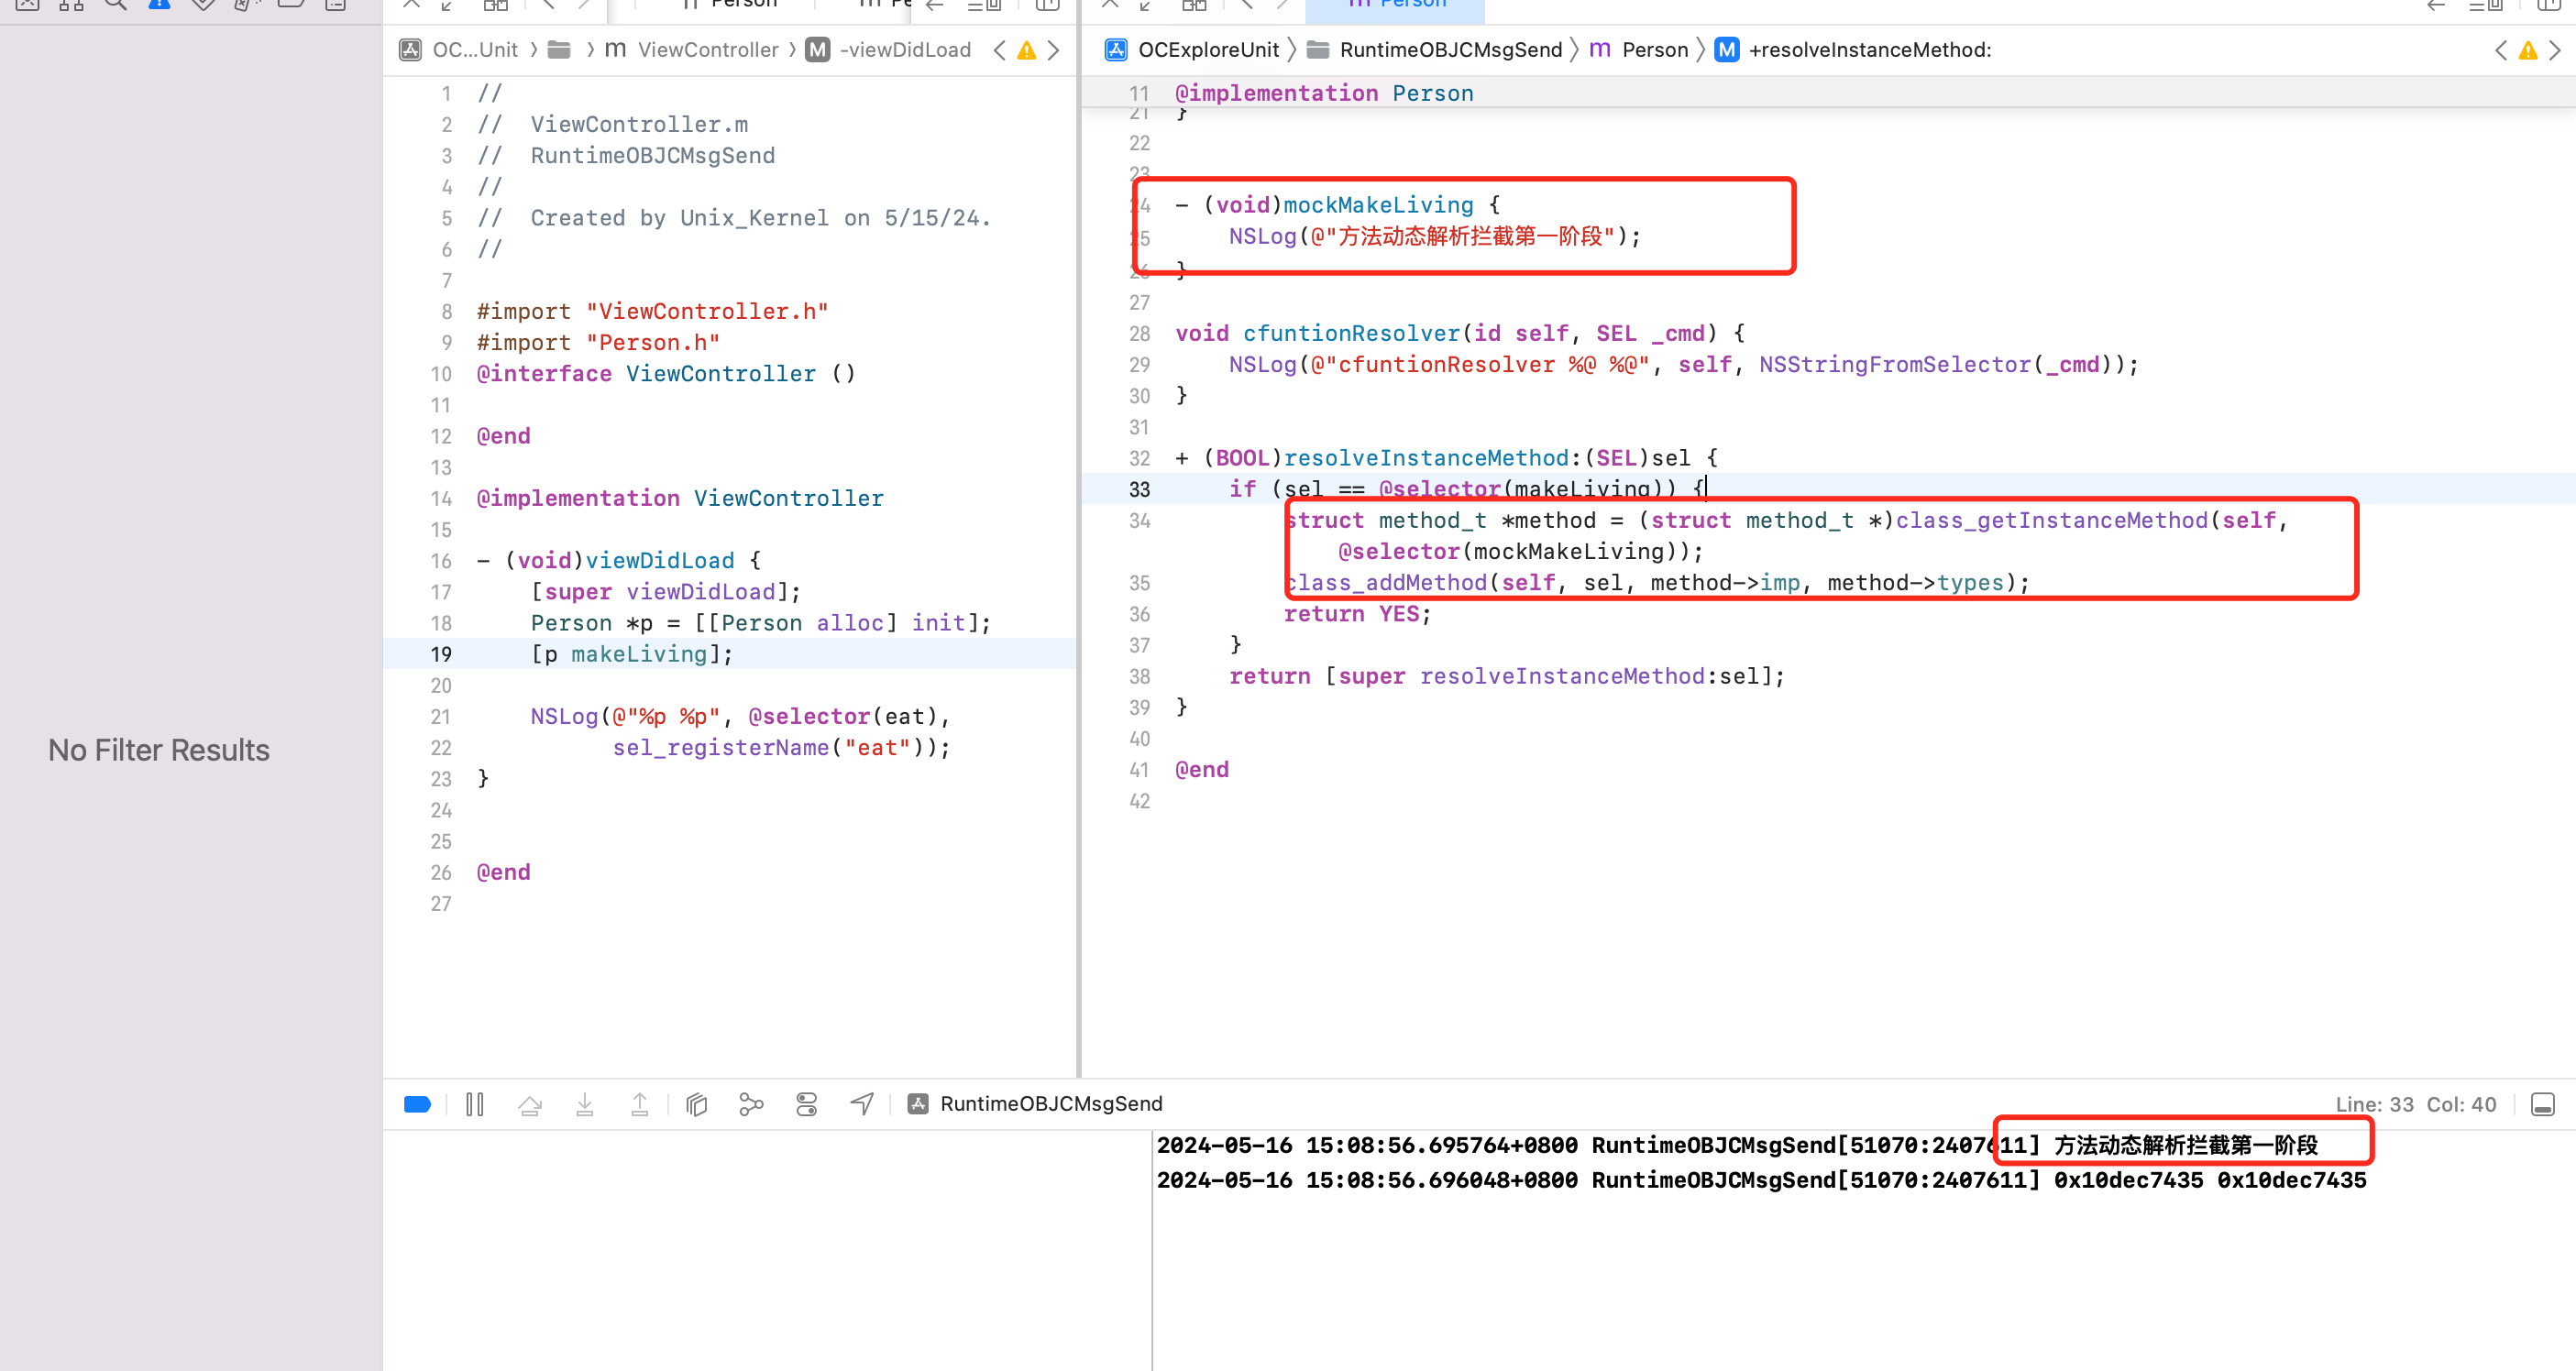 Person
Person
OC...Unit
ViewController
M
-viewDidLoad
OCExploreUnit
RuntimeOBJCMsgSend
m
Person
M
+resolveInstanceMethod:
No Filter Results
1 //
2 //  ViewController.m
3 //  RuntimeOBJCMsgSend
4 //
5 //  Created by Unix_Kernel on 5/15/24.
6 //
7
8 #import "ViewController.h"
9 #import "Person.h"
10 @interface ViewController ()
11
12 @end
13
14 @implementation ViewController
15
16 - (void)viewDidLoad {
17     [super viewDidLoad];
18     Person *p = [[Person alloc] init];
19     [p makeLiving];
20
21     NSLog(@"%p %p", @selector(eat),
22           sel_registerName("eat"));
23 }
24
25
26 @end
27
11 @implementation Person
21 }
22
23
24 - (void)mockMakeLiving {
25     NSLog(@"方法动态解析拦截第一阶段");
26 }
27
28 void cfuntionResolver(id self, SEL _cmd) {
29     NSLog(@"cfuntionResolver %@ %@", self, NSStringFromSelector(_cmd));
30 }
31
32 + (BOOL)resolveInstanceMethod:(SEL)sel {
33     if (sel == @selector(makeLiving)) {
34         struct method_t *method = (struct method_t *)class_getInstanceMethod(self,
@selector(mockMakeLiving));
35         class_addMethod(self, sel, method->imp, method->types);
36         return YES;
37     }
38     return [super resolveInstanceMethod:sel];
39 }
40
41 @end
42
RuntimeOBJCMsgSend
Line: 33 Col: 40
2024-05-16 15:08:56.695764+0800 RuntimeOBJCMsgSend[51070:2407611] 方法动态解析拦截第一阶段
2024-05-16 15:08:56.696048+0800 RuntimeOBJCMsgSend[51070:2407611] 0x10dec7435 0x10dec7435